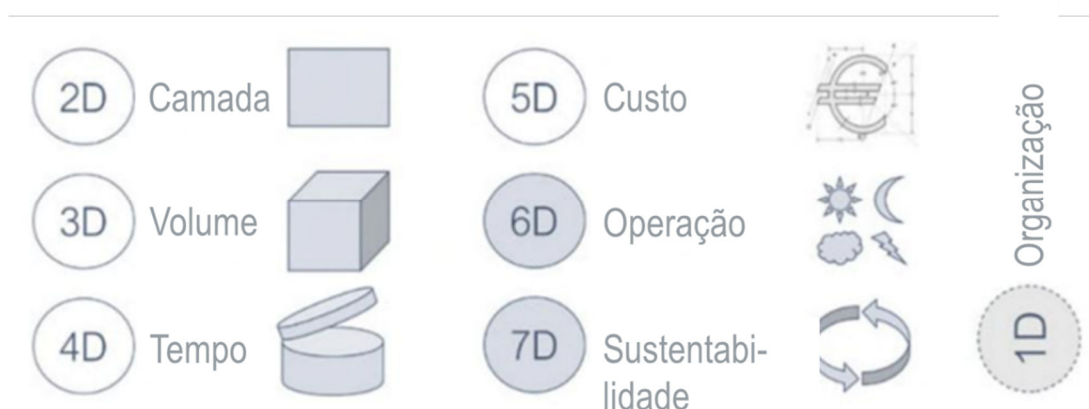 2D Camada
3D Volume
4D Tempo
5D Custo
6D Operação
7D Sustentabi-
lidade
1D Organização